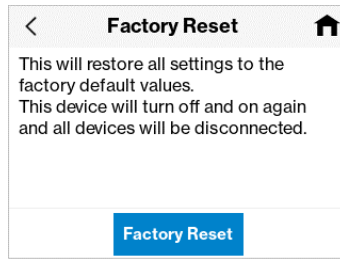 Factory Reset
This will restore all settings to the
factory default values.
This device will turn off and on again
and all devices will be disconnected.
Factory Reset